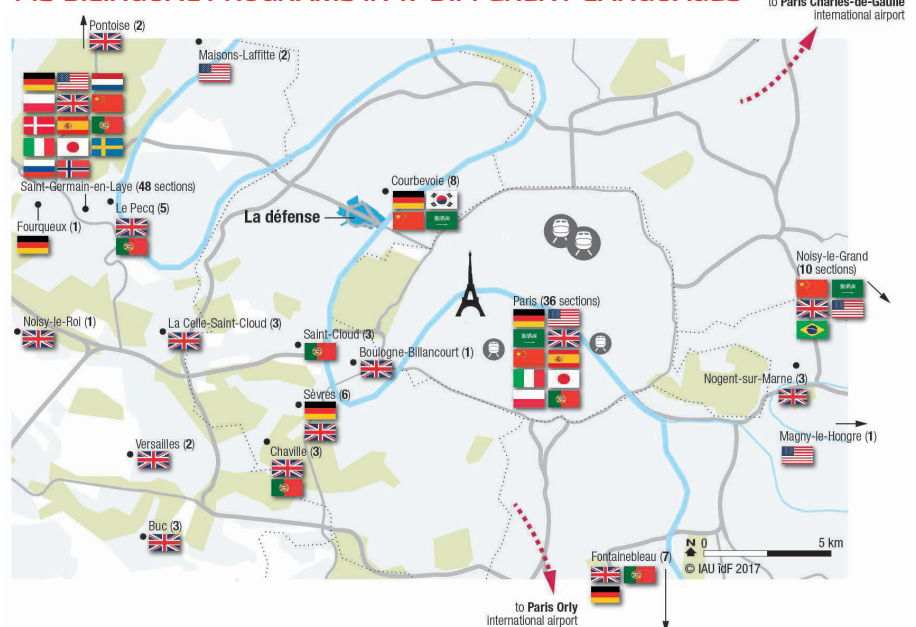 to Paris Charles-de-Gaulle
international airport
Pontoise (2)
Maisons-Laffitte (2)
Saint-Germain-en-Laye (48 sections)
Le Pecq (5)
Fourqueux (1)
Courbevoie (8)
La défense
Noisy-le-Grand
(10 sections)
Paris (36 sections)
Noisy-le-Roi (1)
La Celle-Saint-Cloud (3)
Saint-Cloud (3)
Boulogne-Billancourt (1)
Nogent-sur-Marne (3)
Sèvres (6)
Magny-le-Hongre (1)
Versailles (2)
Chaville (3)
Buc (3)
Fontainebleau (7)
N 0 5 km
© IAU îdF 2017
to Paris Orly
international airport